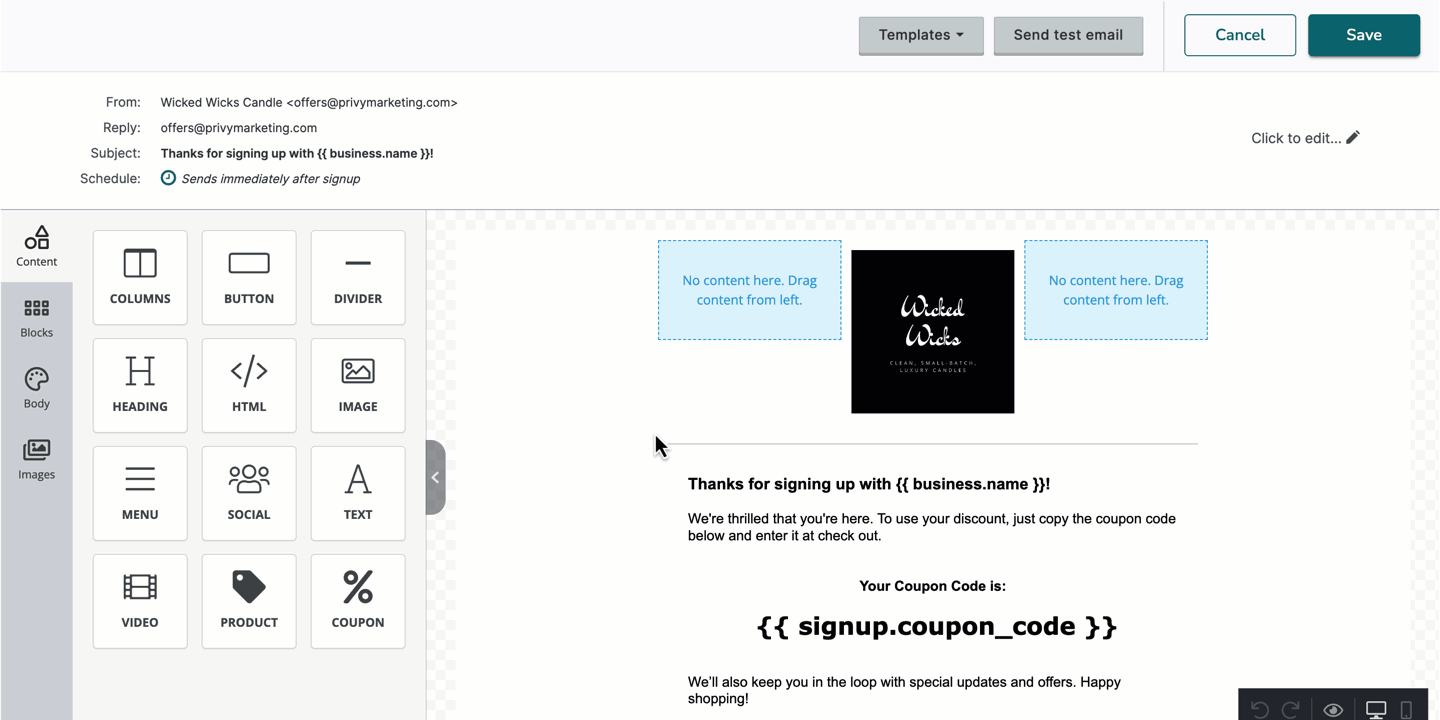 Templates
Send test email
Cancel
Save
From: Wicked Wicks Candle <offers@privymarketing.com>
Reply: offers@privymarketing.com
Subject: Thanks for signing up with {{ business.name }}!
Schedule: Sends immediately after signup
Click to edit...
Content
Blocks
Body
Images
COLUMNS
BUTTON
DIVIDER
HEADING
HTML
IMAGE
MENU
SOCIAL
TEXT
VIDEO
PRODUCT
COUPON
No content here. Drag
content from left.
Wicked
Wicks
CLEAN, SMALL-BATCH,
LUXURY CANDLES
No content here. Drag
content from left.
Thanks for signing up with {{ business.name }}!
We're thrilled that you're here. To use your discount, just copy the coupon code
below and enter it at check out.
Your Coupon Code is:
{{ signup.coupon_code }}
We'll also keep you in the loop with special updates and offers. Happy
shopping!